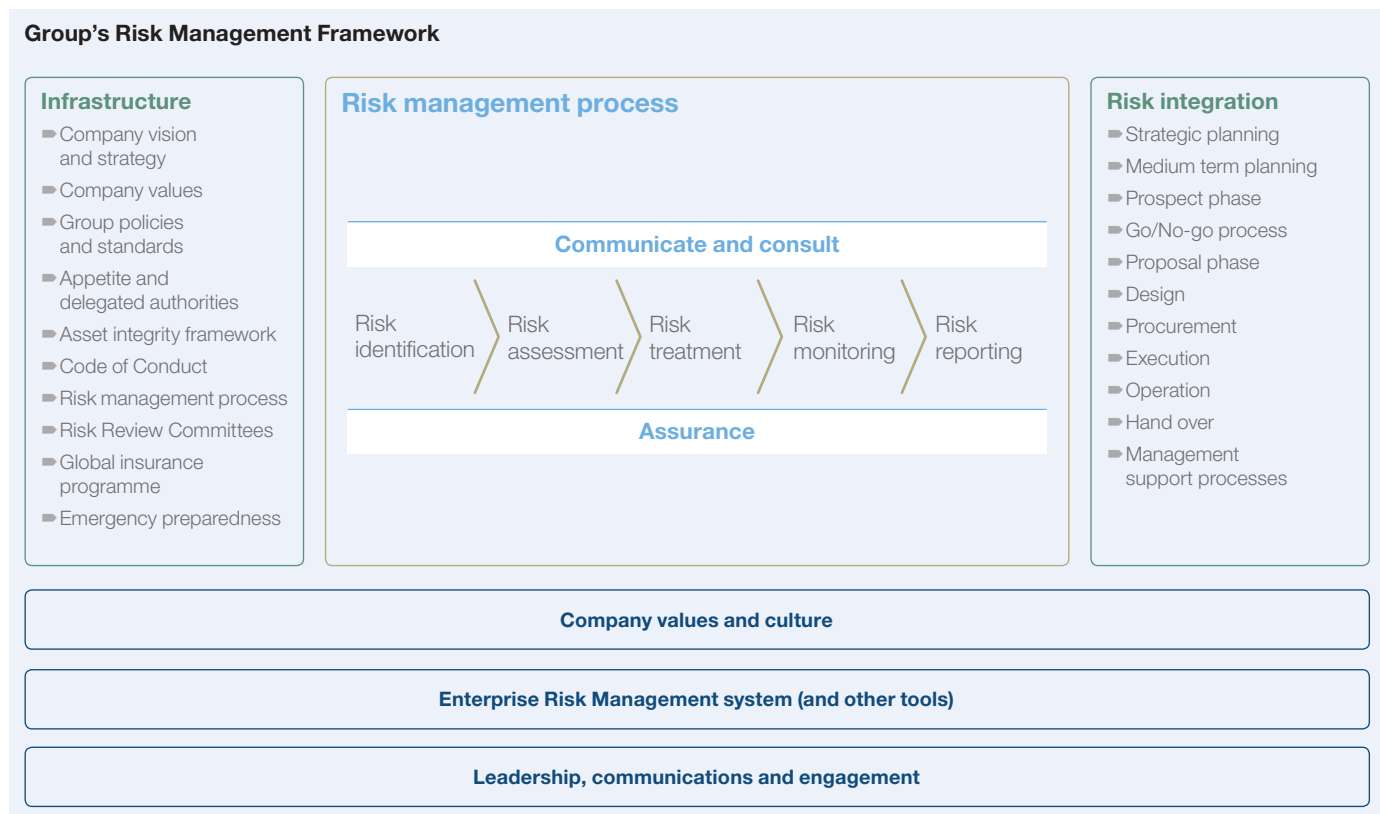 Group’s Risk Management Framework
Infrastructure
Company vision
and strategy
Company values
Group policies
and standards
Appetite and
delegated authorities
Asset integrity framework
Code of Conduct
Risk management process
Risk Review Committees
Global insurance
programme
Emergency preparedness
Risk management process
Communicate and consult
Risk
identification
Risk
assessment
Risk
treatment
Risk
monitoring
Risk
reporting
Assurance
Risk integration
Strategic planning
Medium term planning
Prospect phase
Go/No-go process
Proposal phase
Design
Procurement
Execution
Operation
Hand over
Management
support processes
Company values and culture
Enterprise Risk Management system (and other tools)
Leadership, communications and engagement